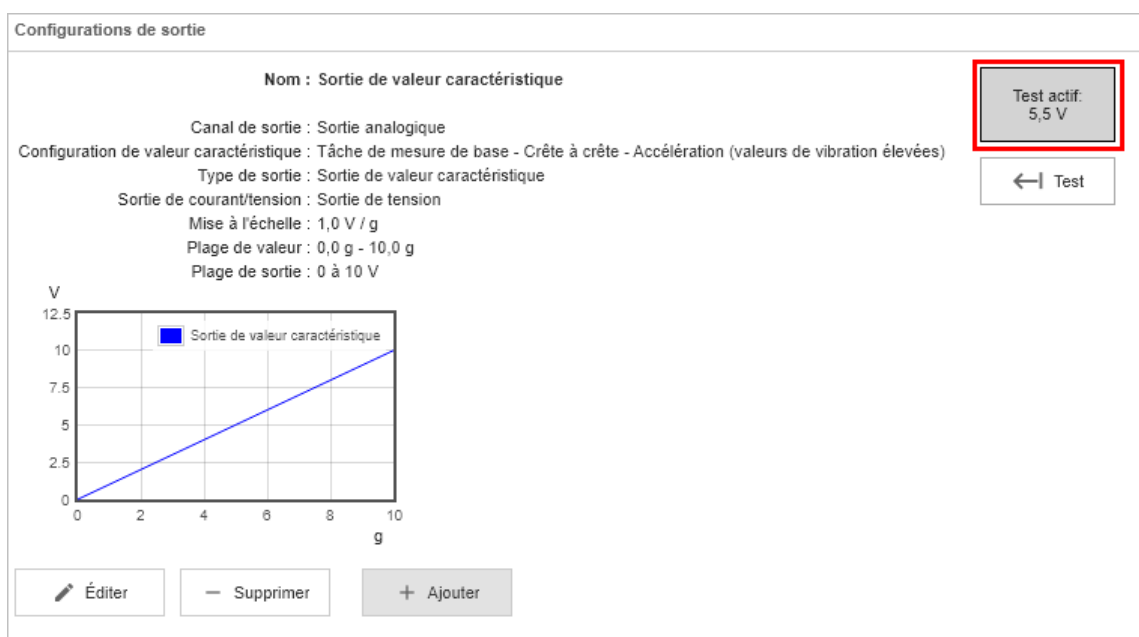 Configurations de sortie
Nom : Sortie de valeur caractéristique
Test actif:
5,5 V
Canal de sortie : Sortie analogique
Configuration de valeur caractéristique : Tâche de mesure de base - Crête à crête - Accélération (valeurs de vibration élevées)
Type de sortie : Sortie de valeur caractéristique
Test
Sortie de courant/tension : Sortie de tension
Mise à l'échelle : 1,0 V / g
Plage de valeur : 0,0 g - 10,0 g
Plage de sortie : 0 à 10 V
V
12.5
Sortie de valeur caractéristique
10
7.5
5
2.5
0
0 2 4 6 8 10
g
Éditer
Supprimer
Ajouter